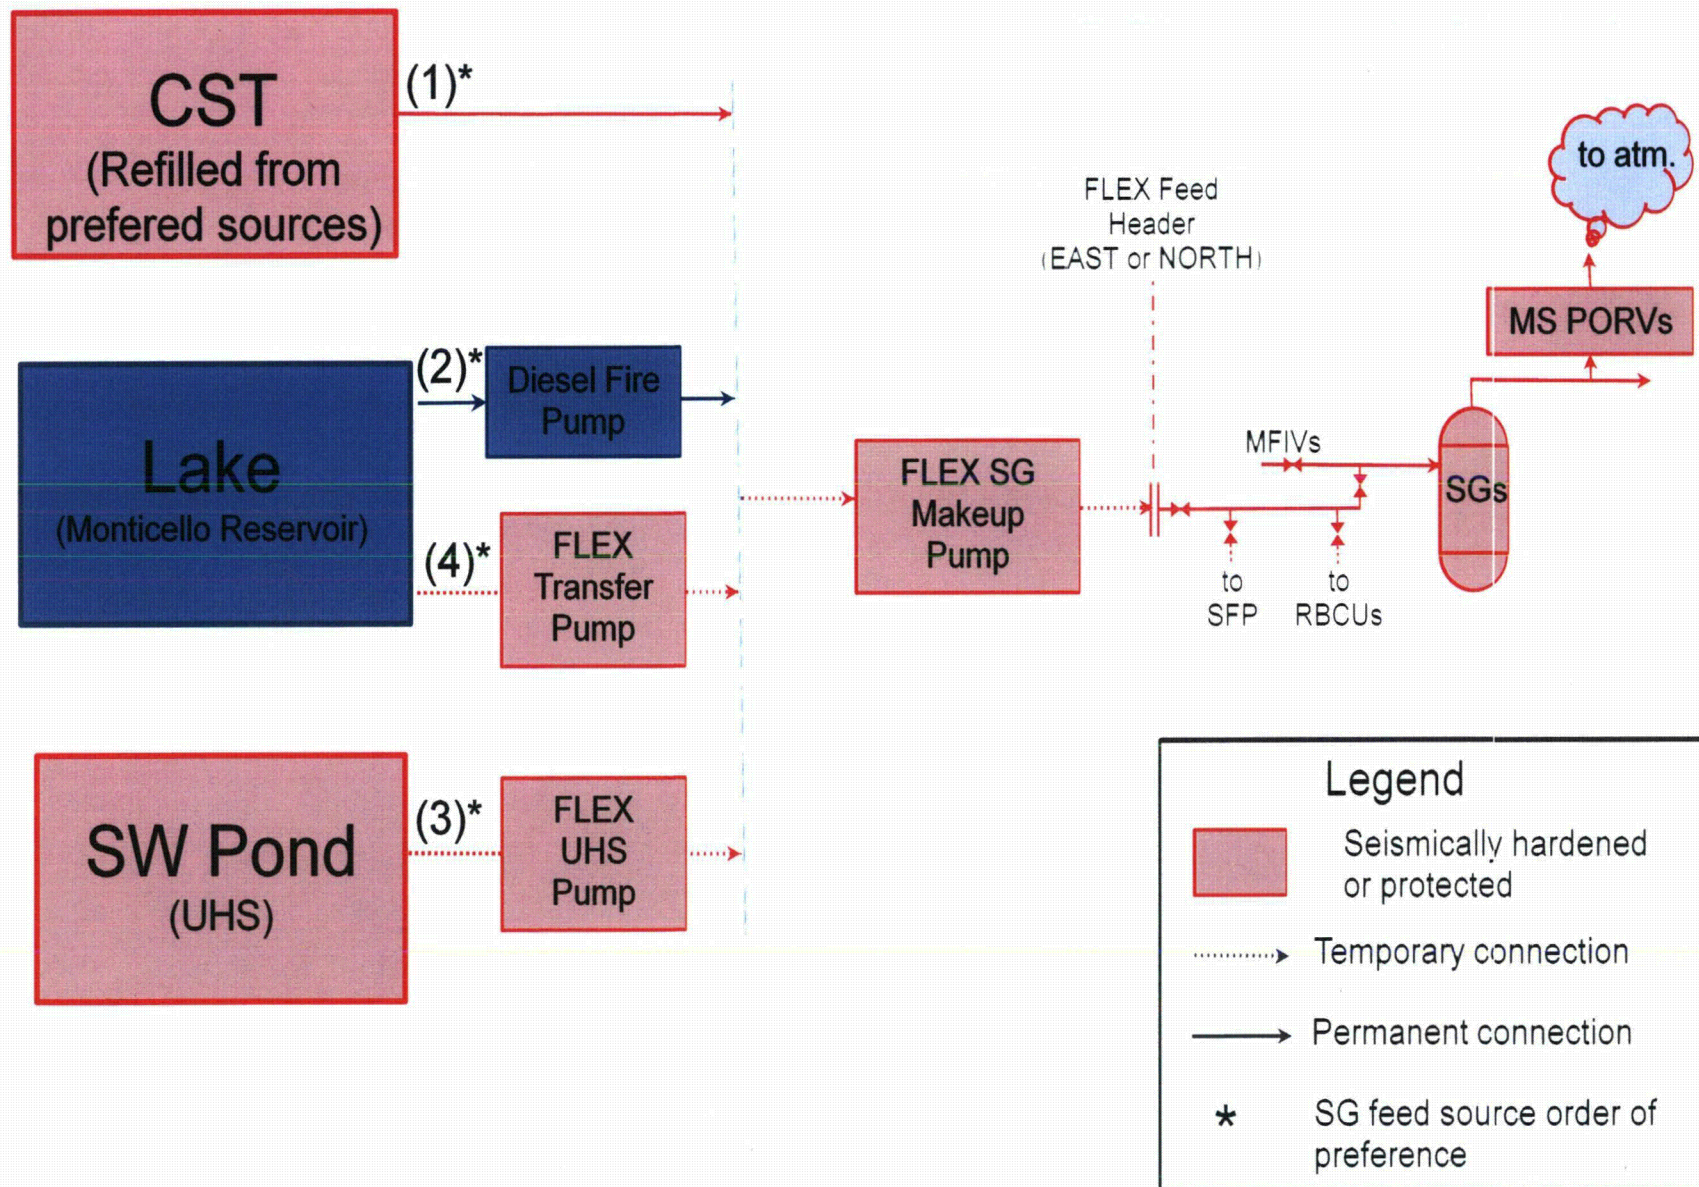 CST
(Refilled from
prefered sources)
(1)*
Lake
(Monticello Reservoir)
(2)*
Diesel Fire
Pump
(4)*
FLEX
Transfer
Pump
SW Pond
(UHS)
(3)*
FLEX
UHS
Pump
FLEX SG
Makeup
Pump
FLEX Feed
Header
(EAST or NORTH)
MFIVs
to
SFP
to
RBCUs
SGs
MS PORVs
to atm.
Legend
Seismically hardened
or protected
Temporary connection
Permanent connection
* SG feed source order of
preference